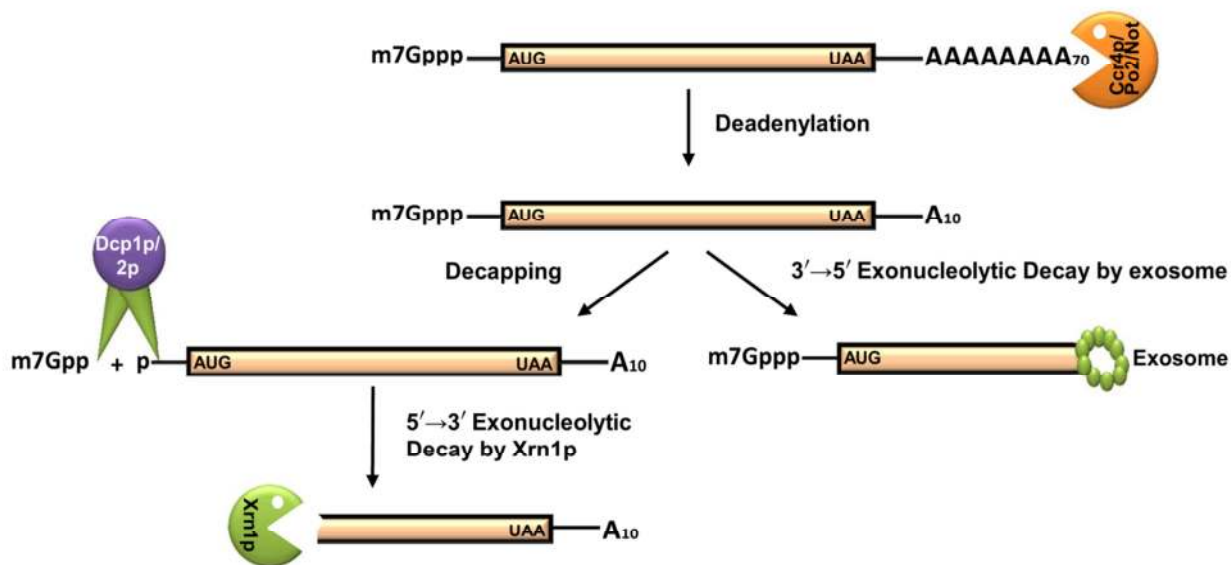 m7Gppp AUG UAA AAAAAAAA70
Ccr4p/
Po2/Not
Deadenylation
m7Gppp AUG UAA A10
Dcp1p/
2p
Decapping
3′→5′ Exonucleolytic Decay by exosome
m7Gpp + p AUG UAA A10
m7Gppp AUG Exosome
5′→3′ Exonucleolytic
Decay by Xrn1p
Xrn1p UAA A10